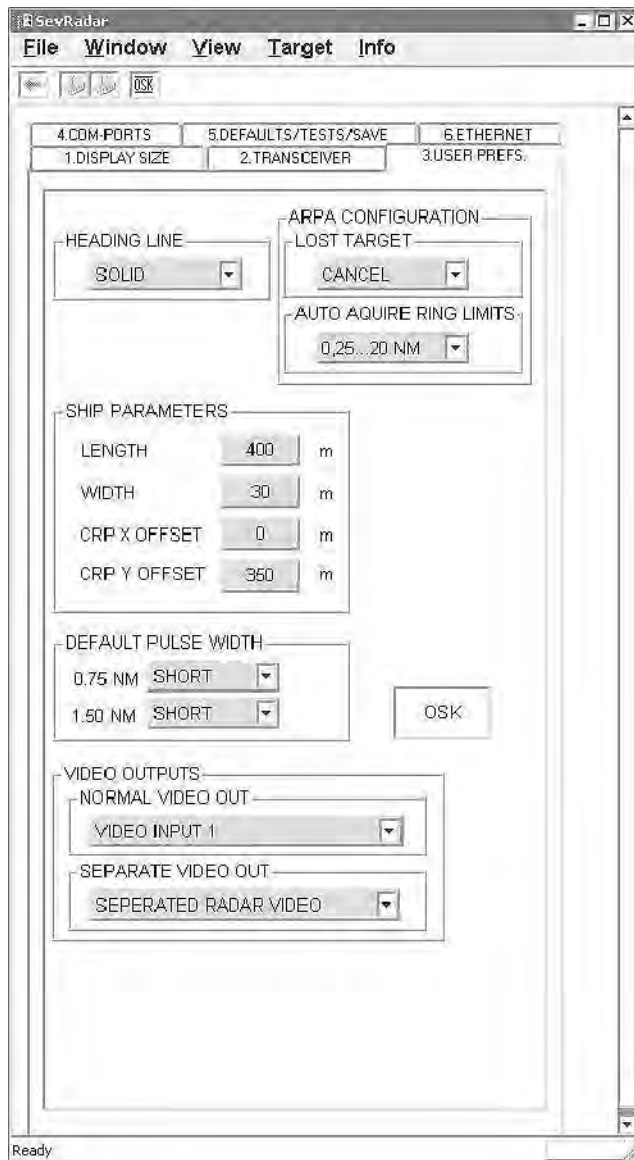 SevRadar
File Window View Target Info
OSK
4.COM-PORTS 5.DEFAULTS/TESTS/SAVE 6.ETHERNET
1.DISPLAY SIZE 2.TRANSCEIVER 3.USER PREFS.
ARPA CONFIGURATION
HEADING LINE LOST TARGET
SOLID CANCEL
AUTO AQUIRE RING LIMITS
0,25...20 NM
SHIP PARAMETERS
LENGTH 400 m
WIDTH 30 m
CRP X OFFSET 0 m
CRP Y OFFSET 350 m
DEFAULT PULSE WIDTH
0.75 NM SHORT
1.50 NM SHORT
OSK
VIDEO OUTPUTS
NORMAL VIDEO OUT
VIDEO INPUT 1
SEPARATE VIDEO OUT
SEPERATED RADAR VIDEO
Ready